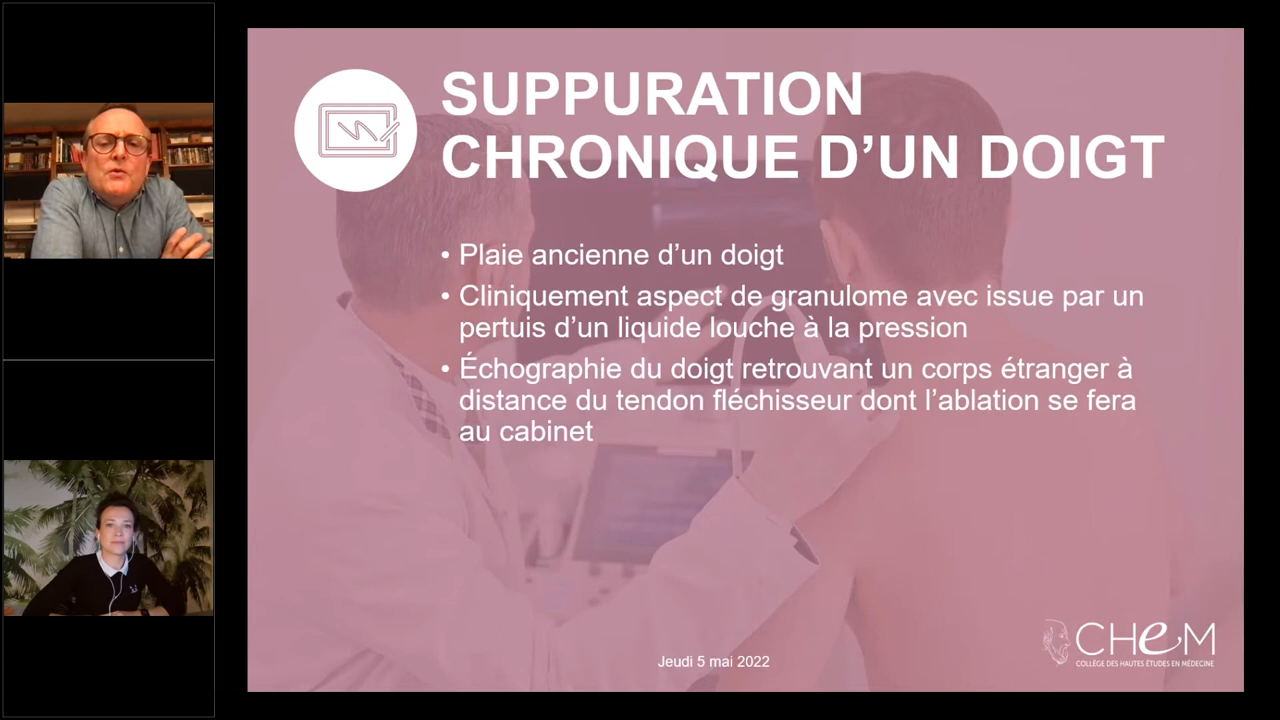 SUPPURATION
CHRONIQUE D’UN DOIGT
• Plaie ancienne d’un doigt
• Cliniquement aspect de granulome avec issue par un
pertuis d’un liquide louche à la pression
• Échographie du doigt retrouvant un corps étranger à
distance du tendon fléchisseur dont l’ablation se fera
au cabinet
Jeudi 5 mai 2022
CHeM
COLLÈGE DES HAUTES ÉTUDES EN MÉDECINE